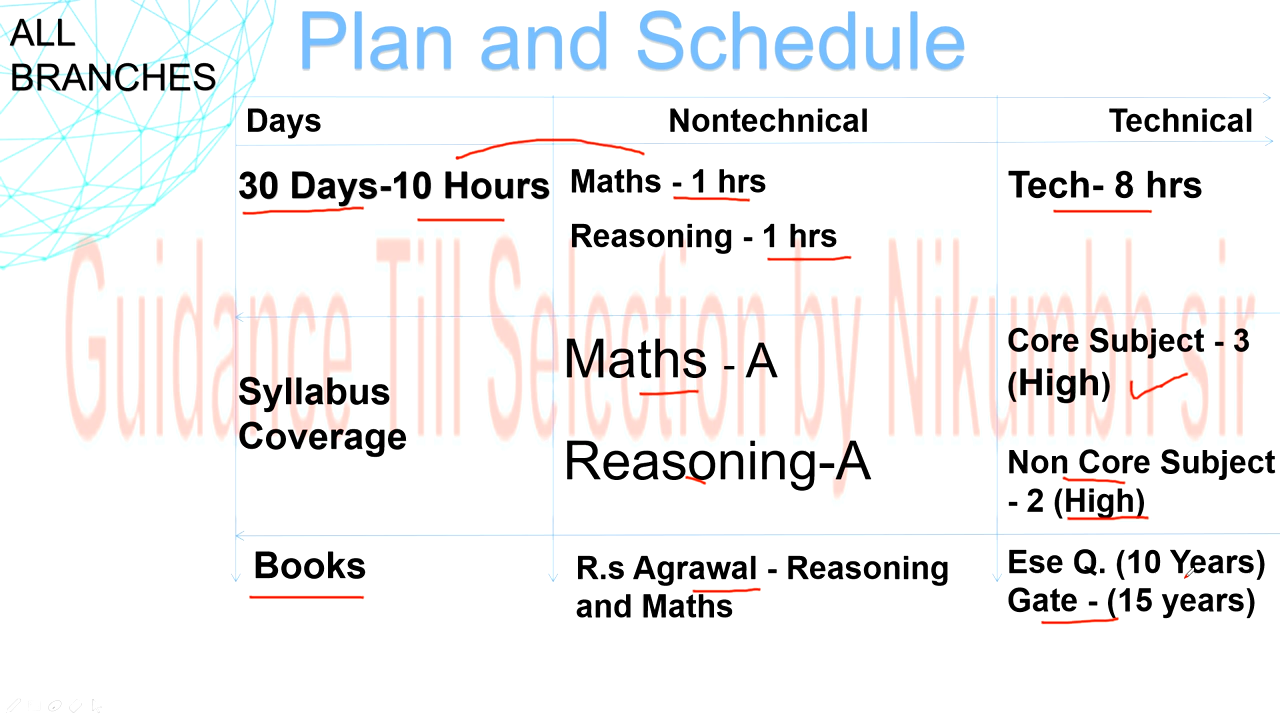 ALL
BRANCHES
Plan and Schedule
Days
Nontechnical
Technical
30 Days-10 Hours
Maths - 1 hrs
Reasoning - 1 hrs
Tech- 8 hrs
Guidance Till Selection by Nikumbh sir
Syllabus
Coverage
Maths - A
Reasoning-A
Core Subject - 3
(High)
Non Core Subject
- 2 (High)
Books
R.s Agrawal - Reasoning
and Maths
Ese Q. (10 Years)
Gate - (15 years)